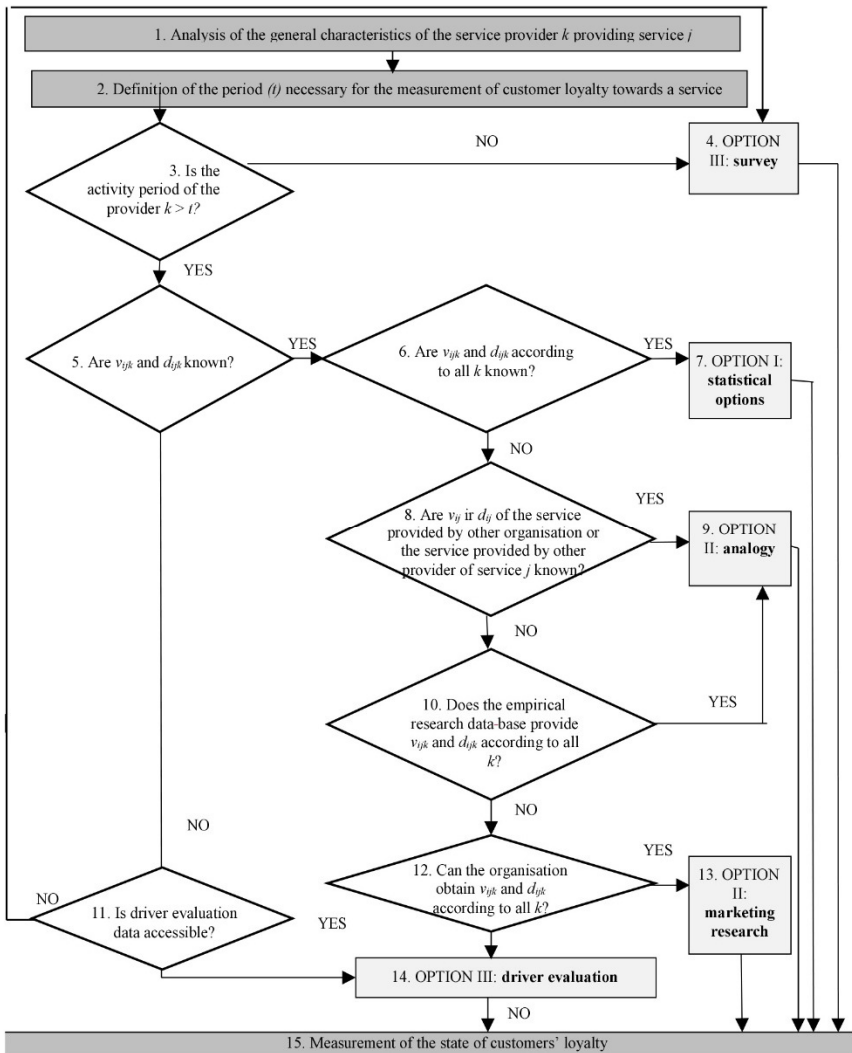 1. Analysis of the general characteristics of the service provider k providing service j
2. Definition of the period (t) necessary for the measurement of customer loyalty towards a service
NO
3. Is the
activity period of the
provider k > t?
4. OPTION
III: survey
YES
5. Are vijk and dijk known?
YES
6. Are vijk and dijk according
to all k known?
YES
7. OPTION I:
statistical
options
NO
8. Are vij ir dij of the service
provided by other organisation or
the service provided by other
provider of service j known?
YES
9. OPTION
II: analogy
NO
10. Does the empirical
research data-base provide
vijk and dijk according to all
k?
YES
NO
NO
12. Can the organisation
obtain vijk and dijk
according to all k?
YES
13. OPTION
II:
marketing
research
NO
11. Is driver evaluation
data accessible?
YES
14. OPTION III: driver evaluation
NO
15. Measurement of the state of customers' loyalty